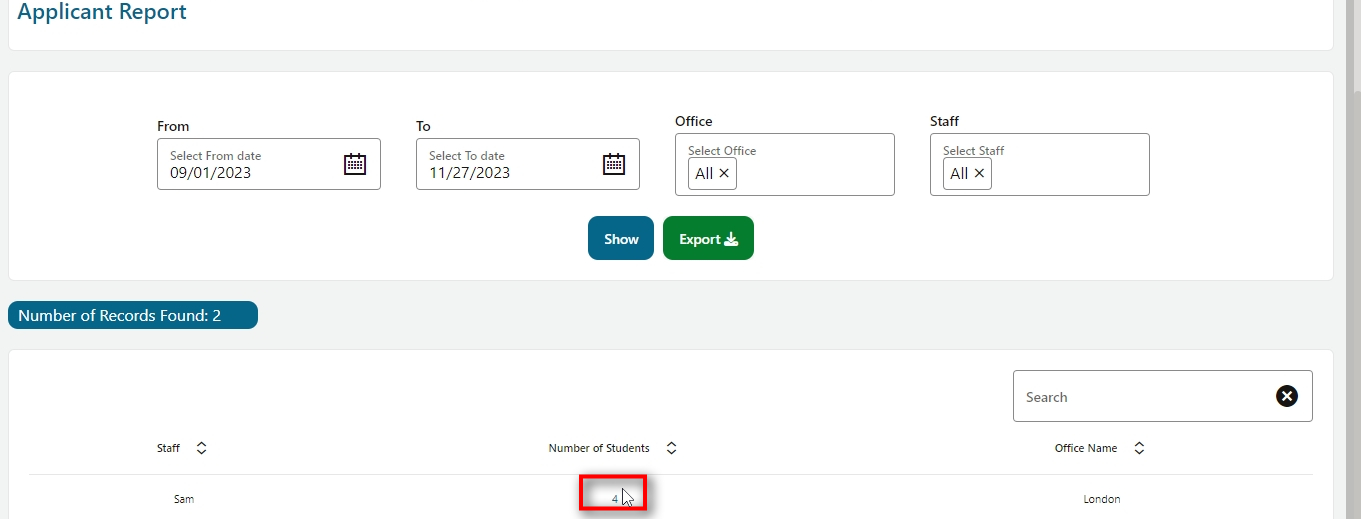 Applicant Report
From
To
Office
Staff
Select From date
09/01/2023
Select To date
11/27/2023
Select Office
All ×
Select Staff
All ×
Show
Export
Number of Records Found: 2
Search
Staff
Number of Students
Office Name
Sam
4
London